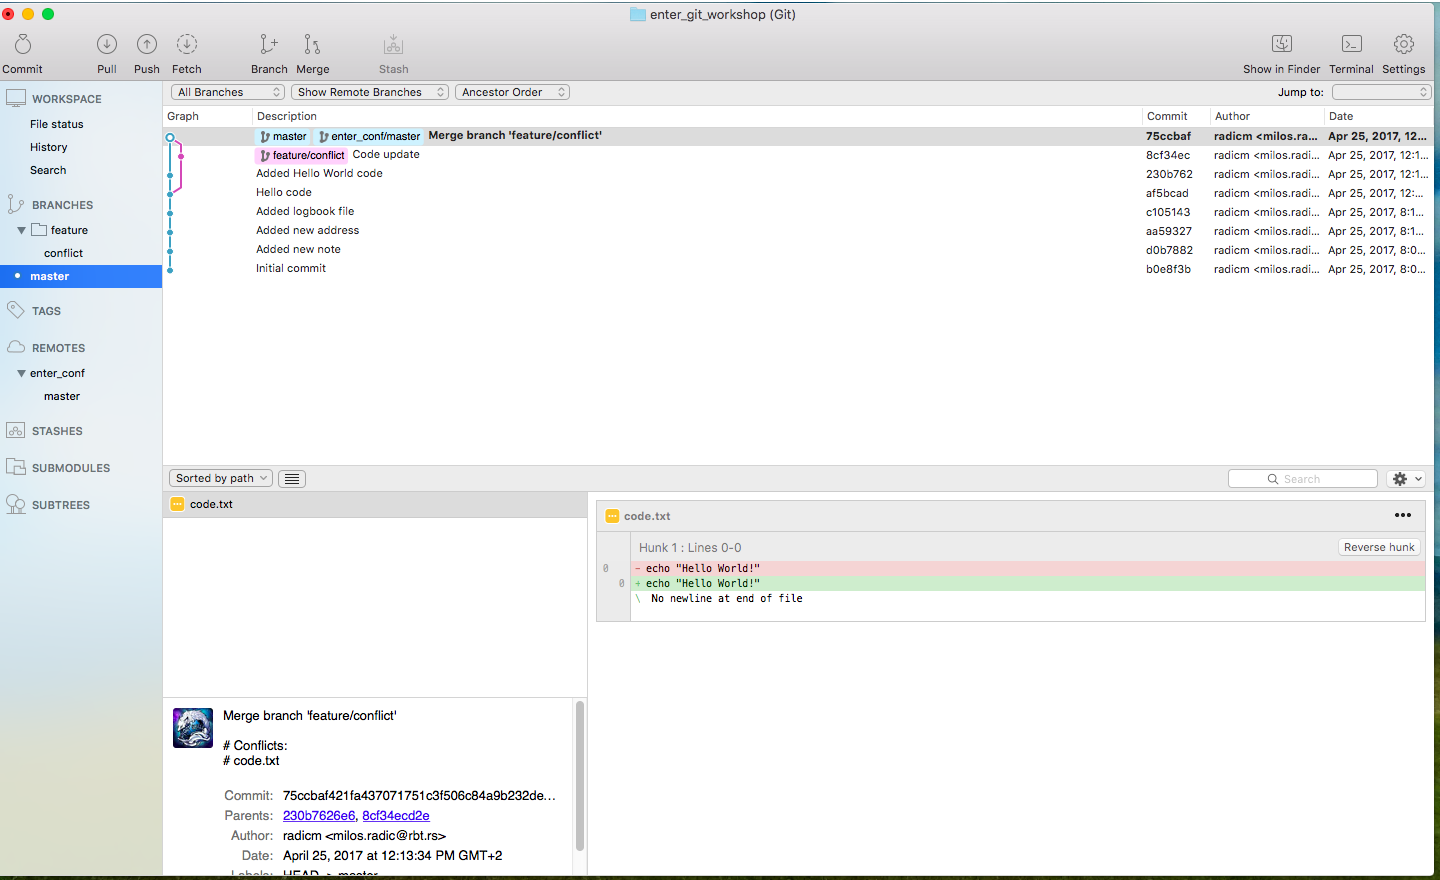 enter_git_workshop (Git)
Commit Pull Push Fetch Branch Merge Stash Show in Finder Terminal Settings
All Branches Show Remote Branches Ancestor Order Jump to:
Graph Description Commit Author Date
master enter_conf/master Merge branch 'feature/conflict' 75ccbaf radicm <milos.ra... Apr 25, 2017, 12...
feature/conflict Code update 8cf34ec radicm <milos.radi... Apr 25, 2017, 12:1...
Added Hello World code 230b762 radicm <milos.radi... Apr 25, 2017, 12:1...
Hello code af5bcad radicm <milos.radi... Apr 25, 2017, 12:...
Added logbook file c105143 radicm <milos.radi... Apr 25, 2017, 8:1...
Added new address aa59327 radicm <milos.radi... Apr 25, 2017, 8:1...
Added new note d0b7882 radicm <milos.radi... Apr 25, 2017, 8:0...
Initial commit b0e8f3b radicm <milos.radi... Apr 25, 2017, 8:0...
WORKSPACE
File status
History
Search
BRANCHES
feature
conflict
master
TAGS
REMOTES
enter_conf
master
STASHES
SUBMODULES
SUBTREES
Sorted by path Search
code.txt
code.txt
Hunk 1 : Lines 0-0 Reverse hunk
0 - echo "Hello World!"
0 + echo "Hello World!"
\ No newline at end of file
Merge branch 'feature/conflict'
# Conflicts:
# code.txt
Commit: 75ccbaf421fa437071751c3f506c84a9b232de...
Parents: 230b7626e6, 8cf34ecd2e
Author: radicm <milos.radic@rbt.rs>
Date: April 25, 2017 at 12:13:34 PM GMT+2
Labels: HEAD -> master